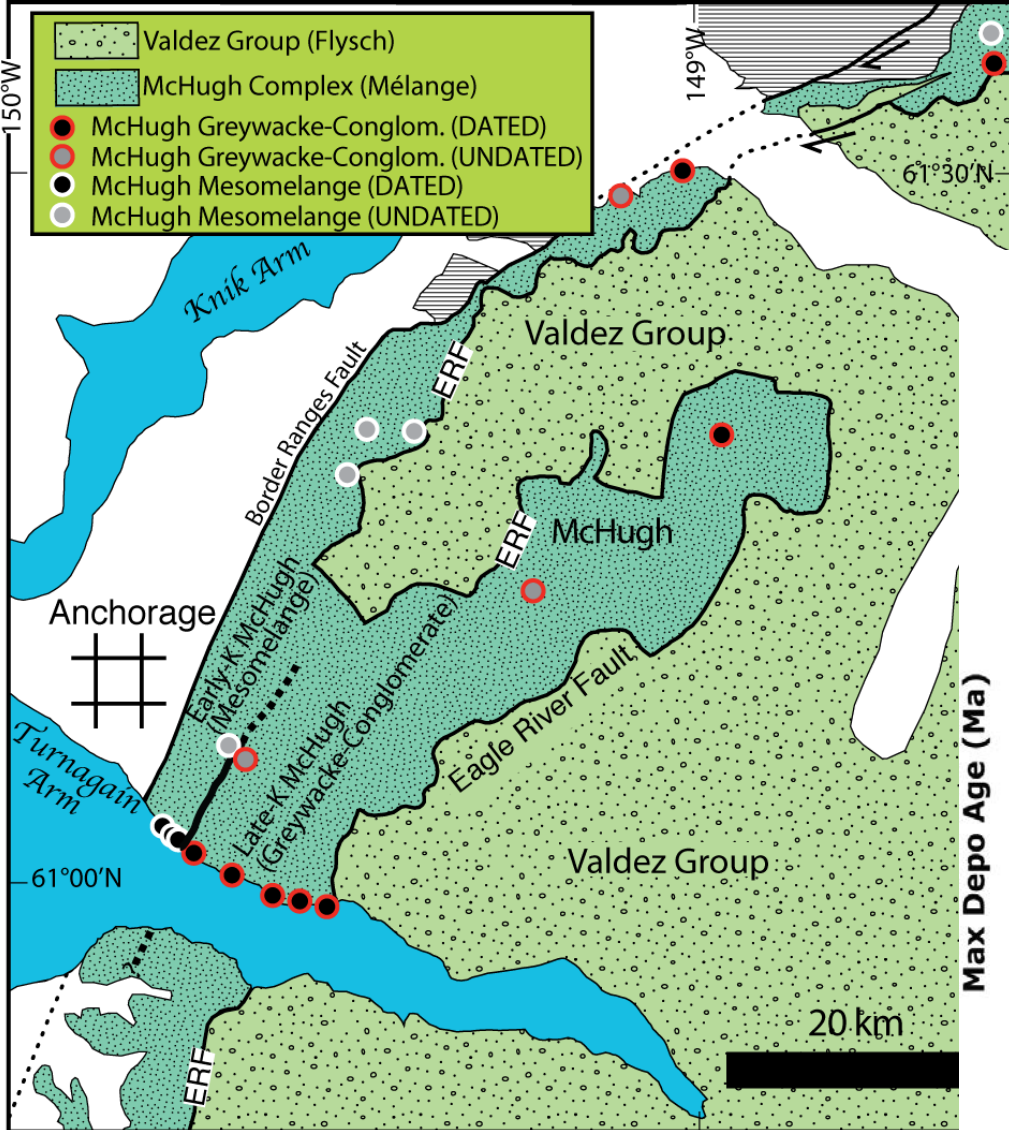 150°W
149°W
Valdez Group (Flysch)
McHugh Complex (Mélange)
McHugh Greywacke-Conglom. (DATED)
McHugh Greywacke-Conglom. (UNDATED)
McHugh Mesomelange (DATED)
McHugh Mesomelange (UNDATED)
61°30'N
Knik Arm
Valdez Group
ERF
Border Ranges Fault
ERF
McHugh
Anchorage
Early-K McHugh
(Mesomelange)
Late-K McHugh
(Greywacke-Conglomerate)
Eagle River Fault
Turnagain
Arm
Valdez Group
61°00'N
Max Depo Age (Ma)
20 km
ERF